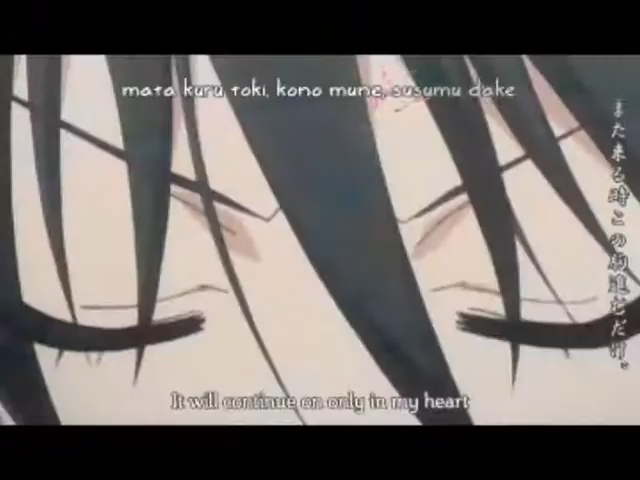 mata kuru toki, kono mune, susumu dake
また来る時この胸進むだけ。
It will continue on only in my heart